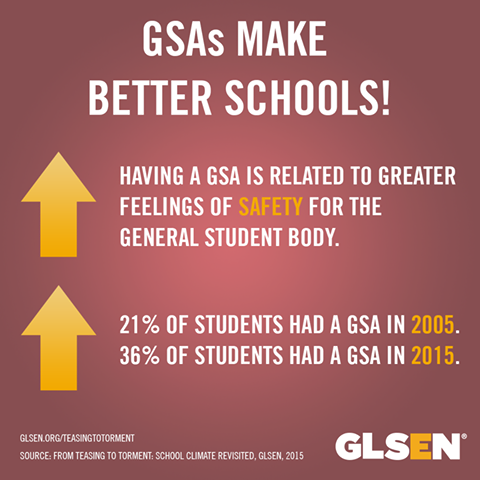 GSAs MAKE
BETTER SCHOOLS!
HAVING A GSA IS RELATED TO GREATER
FEELINGS OF SAFETY FOR THE
GENERAL STUDENT BODY.
21% OF STUDENTS HAD A GSA IN 2005.
36% OF STUDENTS HAD A GSA IN 2015.
GLSEN.ORG/TEASINGTOTORMENT
SOURCE: FROM TEASING TO TORMENT: SCHOOL CLIMATE REVISITED, GLSEN, 2015
GLSEN®